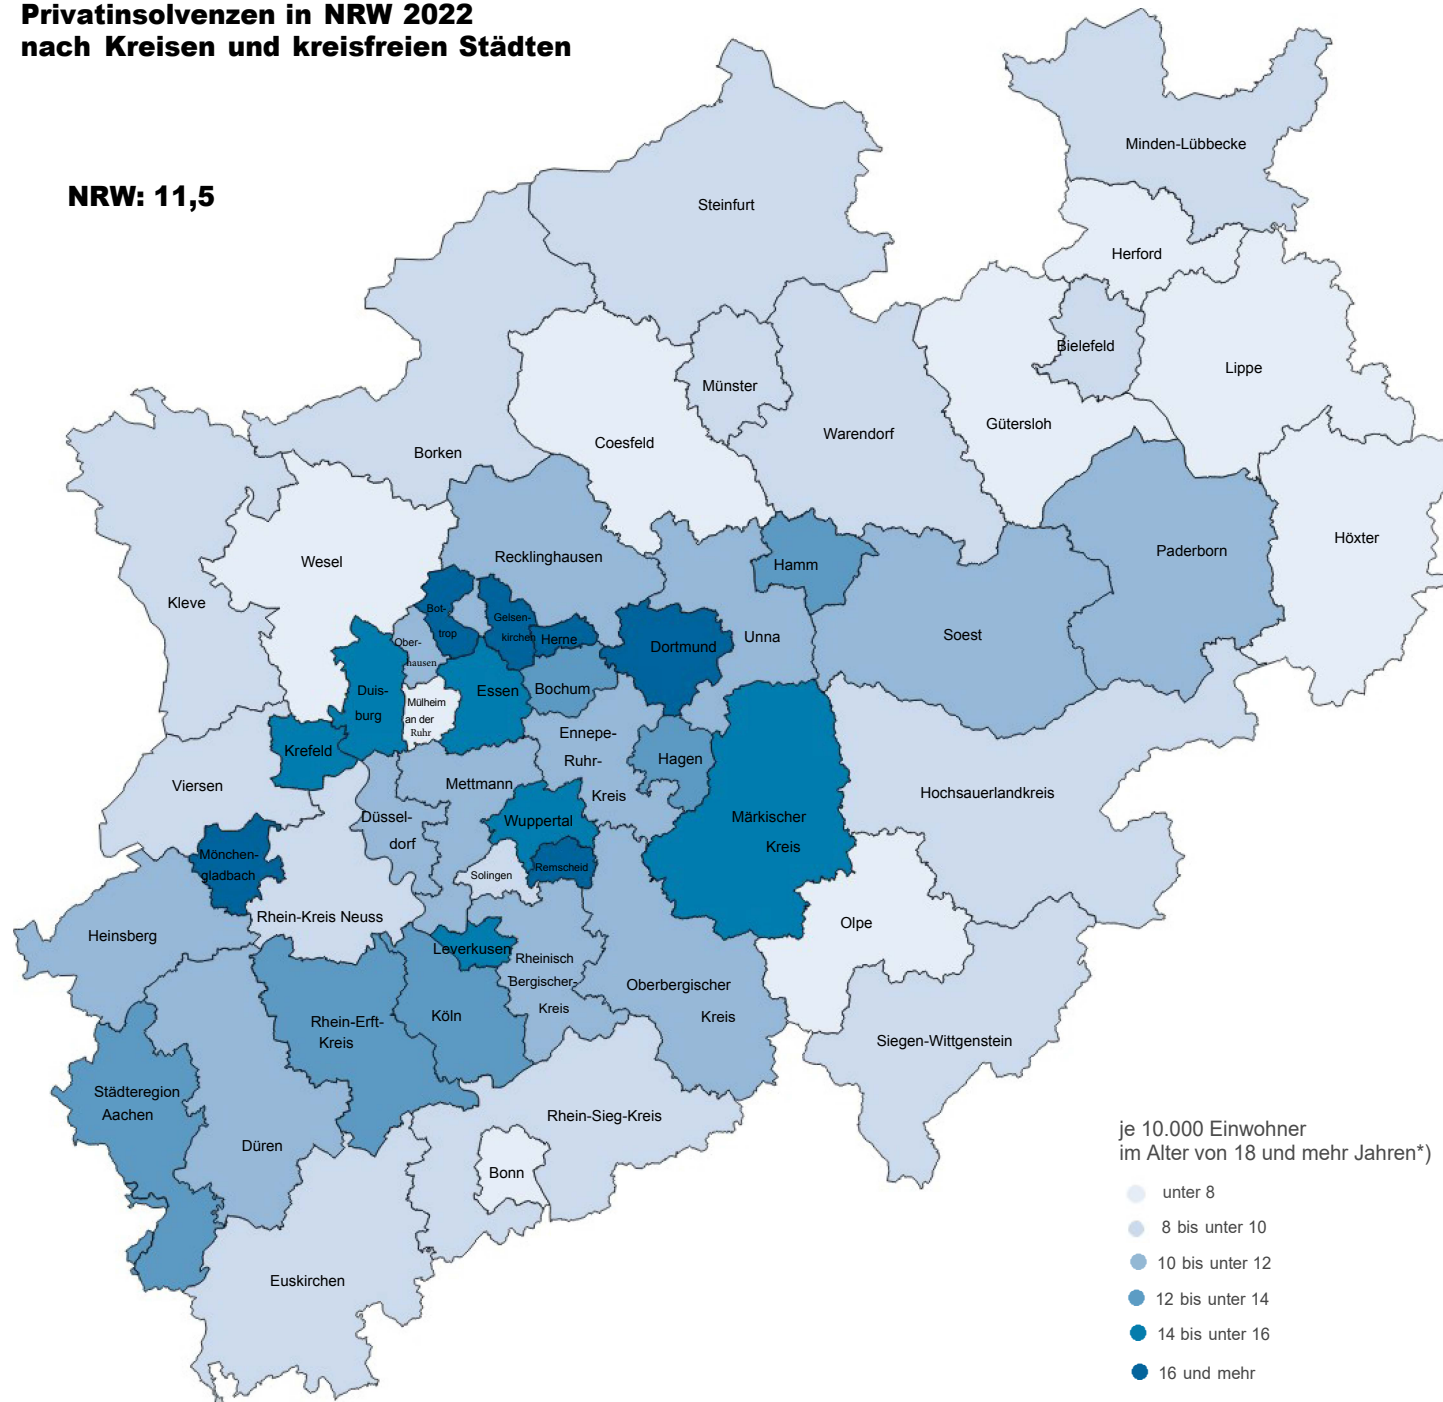 Privatinsolvenzen in NRW 2022
nach Kreisen und kreisfreien Städten
NRW: 11,5
Minden-Lübbecke
Steinfurt
Herford
Bielefeld
Lippe
Münster
Gütersloh
Warendorf
Coesfeld
Borken
Höxter
Paderborn
Recklinghausen
Wesel
Hamm
Kleve
Bot-
trop
Gelsen-
kirchen
Herne
Ober-
hausen
Dortmund
Unna
Soest
Duis-
burg
Essen
Bochum
Mülheim
an der
Ruhr
Krefeld
Ennepe-
Ruhr-
Kreis
Hagen
Viersen
Mettmann
Hochsauerlandkreis
Düssel-
dorf
Wuppertal
Märkischer
Kreis
Mönchen-
gladbach
Solingen
Remscheid
Rhein-Kreis Neuss
Olpe
Heinsberg
Leverkusen
Rheinisch
Bergischer-
Kreis
Oberbergischer
Kreis
Rhein-Erft-
Kreis
Köln
Siegen-Wittgenstein
Städteregion
Aachen
Rhein-Sieg-Kreis
Düren
Bonn
Euskirchen
je 10.000 Einwohner
im Alter von 18 und mehr Jahren*)
unter 8
8 bis unter 10
10 bis unter 12
12 bis unter 14
14 bis unter 16
16 und mehr